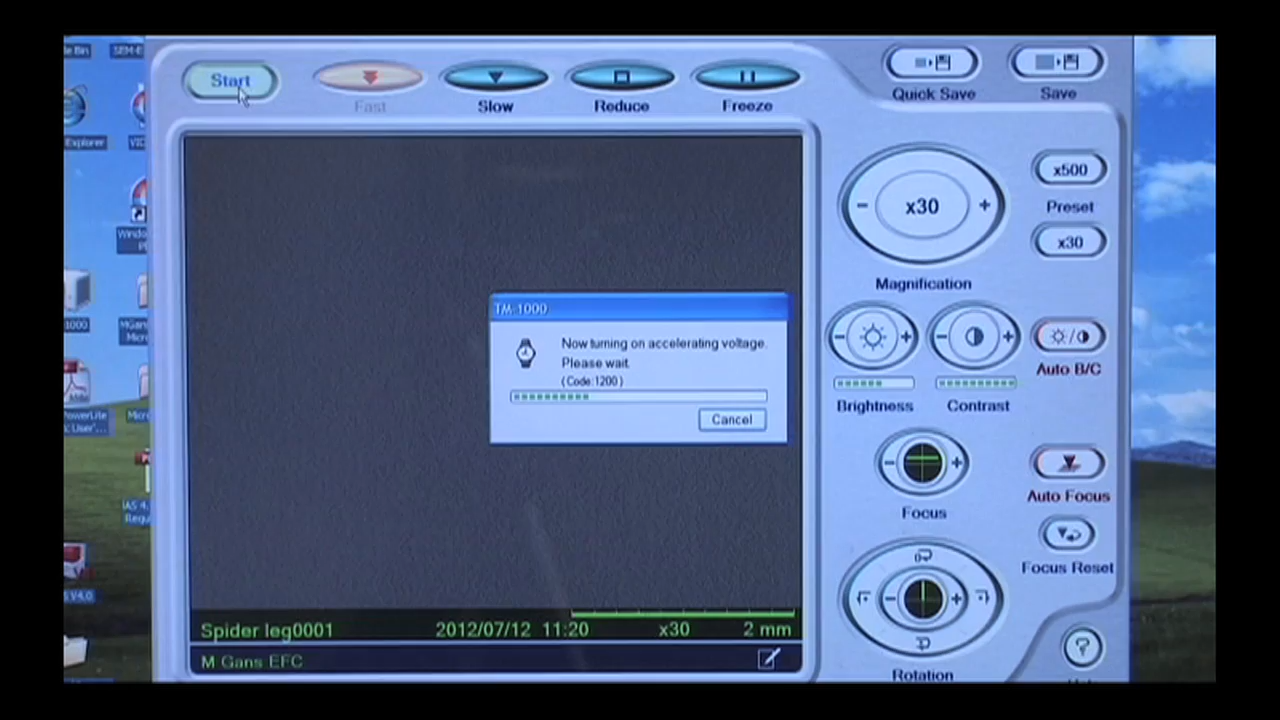 Start
Fast
Slow
Reduce
Freeze
Quick Save
Save
Explorer
x500
Preset
x30
x30
Magnification
TM-1000
Now turning on accelerating voltage.
Please wait
(Code:1200)
Cancel
Auto B/C
Brightness
Contrast
Focus
Auto Focus
Focus Reset
Spider leg0001
2012/07/12 11:20
x30
2 mm
M Gans EFC
Rotation